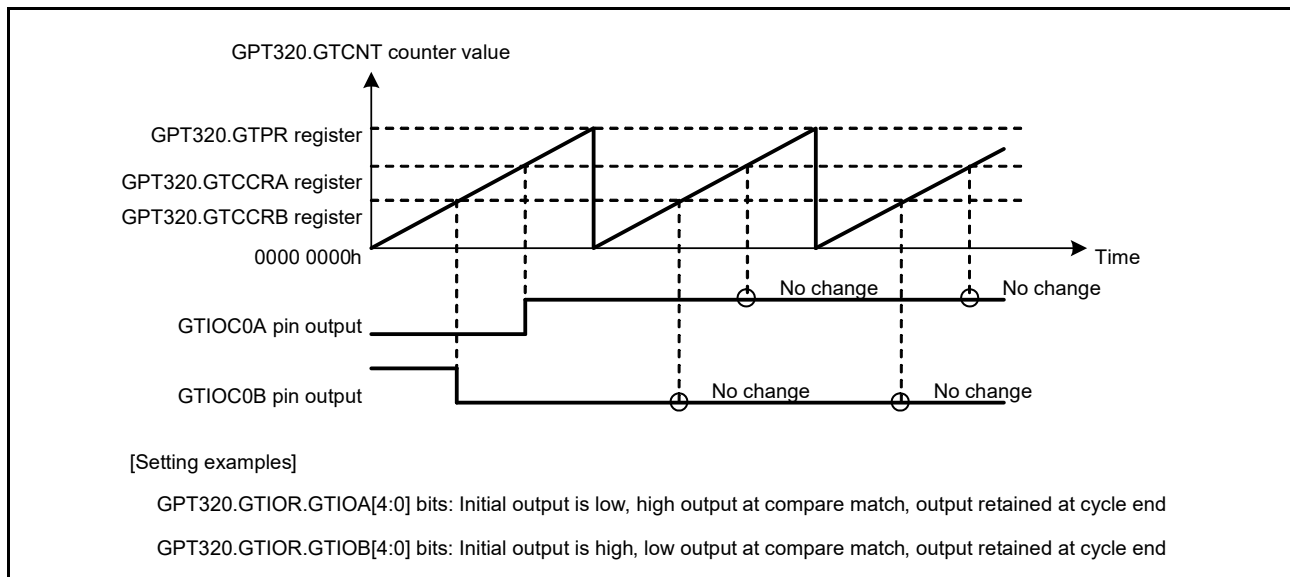 GPT320.GTCNT counter value
GPT320.GTPR register
GPT320.GTCCRA register
GPT320.GTCCRB register
0000 0000h
Time
No change
No change
GTIOC0A pin output
No change
No change
GTIOC0B pin output
[Setting examples]
GPT320.GTIOR.GTIOA[4:0] bits: Initial output is low, high output at compare match, output retained at cycle end
GPT320.GTIOR.GTIOB[4:0] bits: Initial output is high, low output at compare match, output retained at cycle end